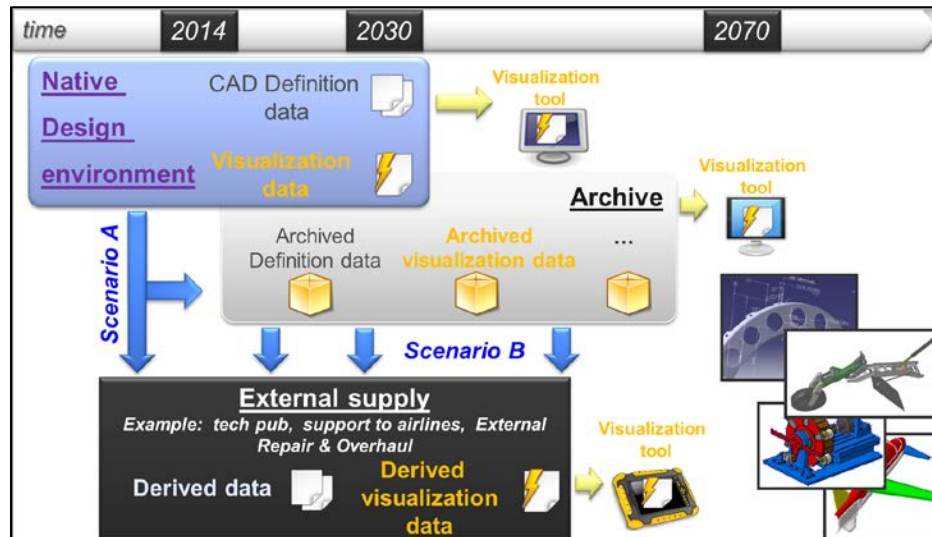 time 2014 2030 2070
Native
Design
environment
CAD Definition
data
Visualization
data
Visualization
tool
Visualization
tool
Archive
Archived
Definition data
Archived
visualization data
...
Scenario A
Scenario B
External supply
Example: tech pub, support to airlines, External
Repair & Overhaul
Derived data
Derived
visualization
data
Visualization
tool